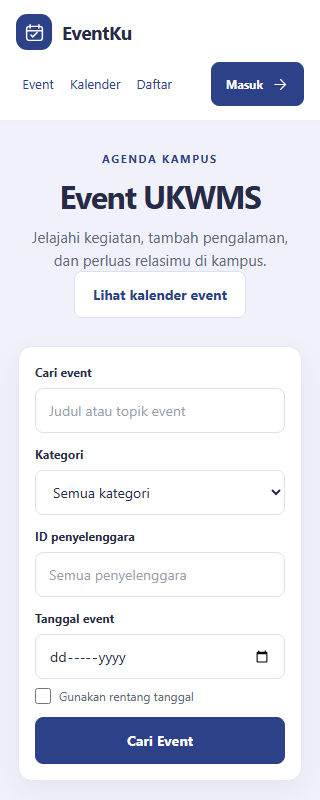 EventKu
Event Kalender Daftar Masuk →
AGENDA KAMPUS
Event UKWMS
Jelajahi kegiatan, tambah pengalaman,
dan perluas relasimu di kampus.
Lihat kalender event
Cari event
Judul atau topik event
Kategori
Semua kategori
ID penyelenggara
Semua penyelenggara
Tanggal event
dd-----yyyy
Gunakan rentang tanggal
Cari Event